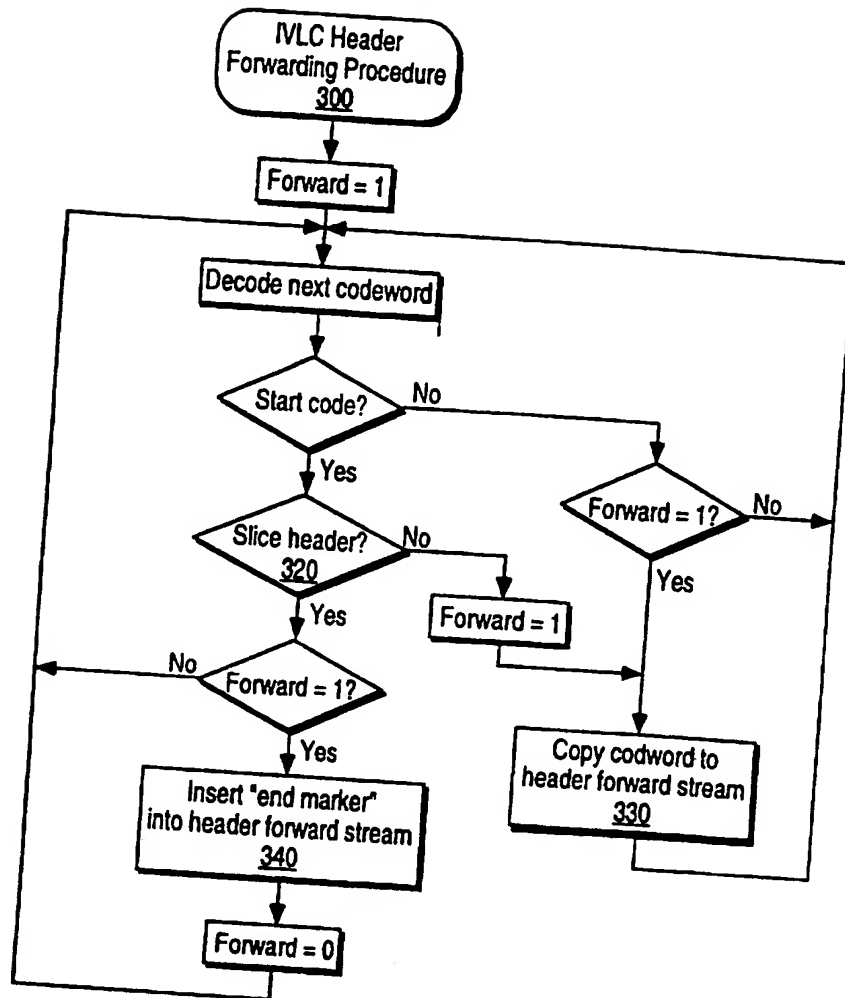 IVLC Header
Forwarding Procedure
300
Forward = 1
Decode next codeword
Start code?
No
Yes
Forward = 1?
No
Yes
Slice header?
320
No
Yes
Forward = 1
Forward = 1?
No
Yes
Copy codword to
header forward stream
330
Insert "end marker"
into header forward stream
340
Forward = 0